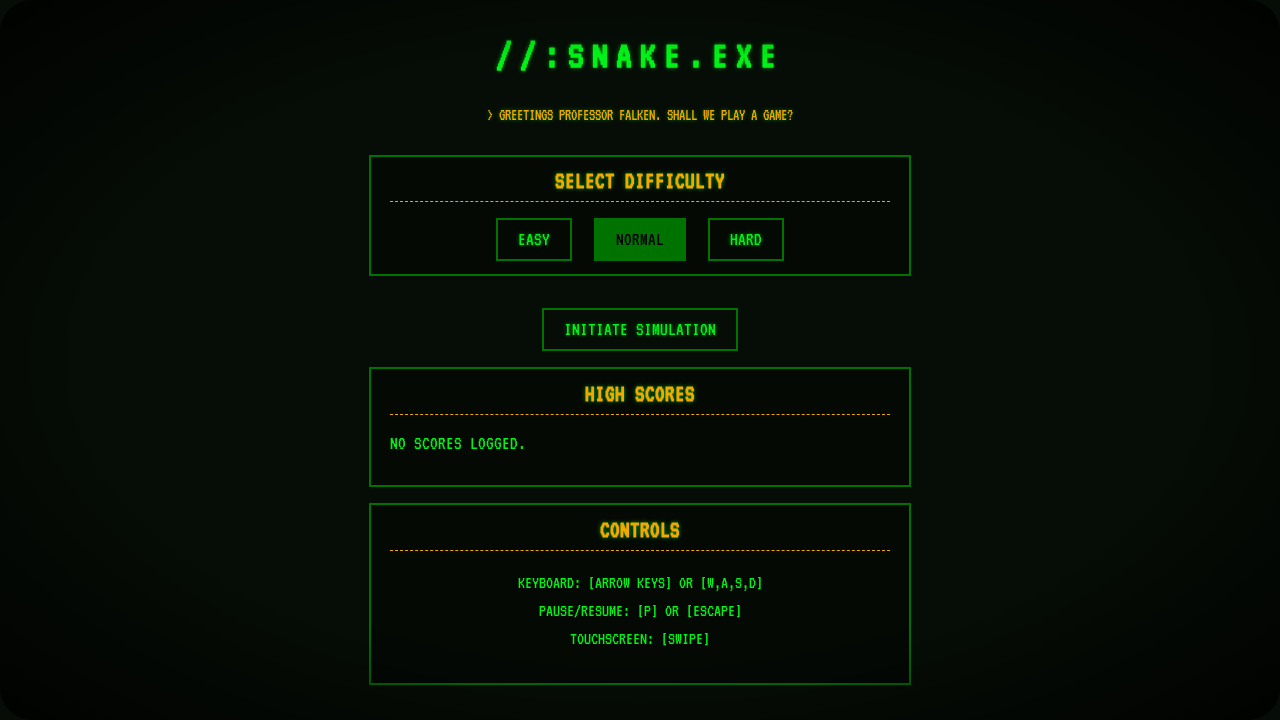 //:SNAKE.EXE
> GREETINGS PROFESSOR FALKEN. SHALL WE PLAY A GAME?
SELECT DIFFICULTY
EASY NORMAL HARD
INITIATE SIMULATION
HIGH SCORES
NO SCORES LOGGED.
CONTROLS
KEYBOARD: [ARROW KEYS] OR [W,A,S,D]
PAUSE/RESUME: [P] OR [ESCAPE]
TOUCHSCREEN: [SWIPE]